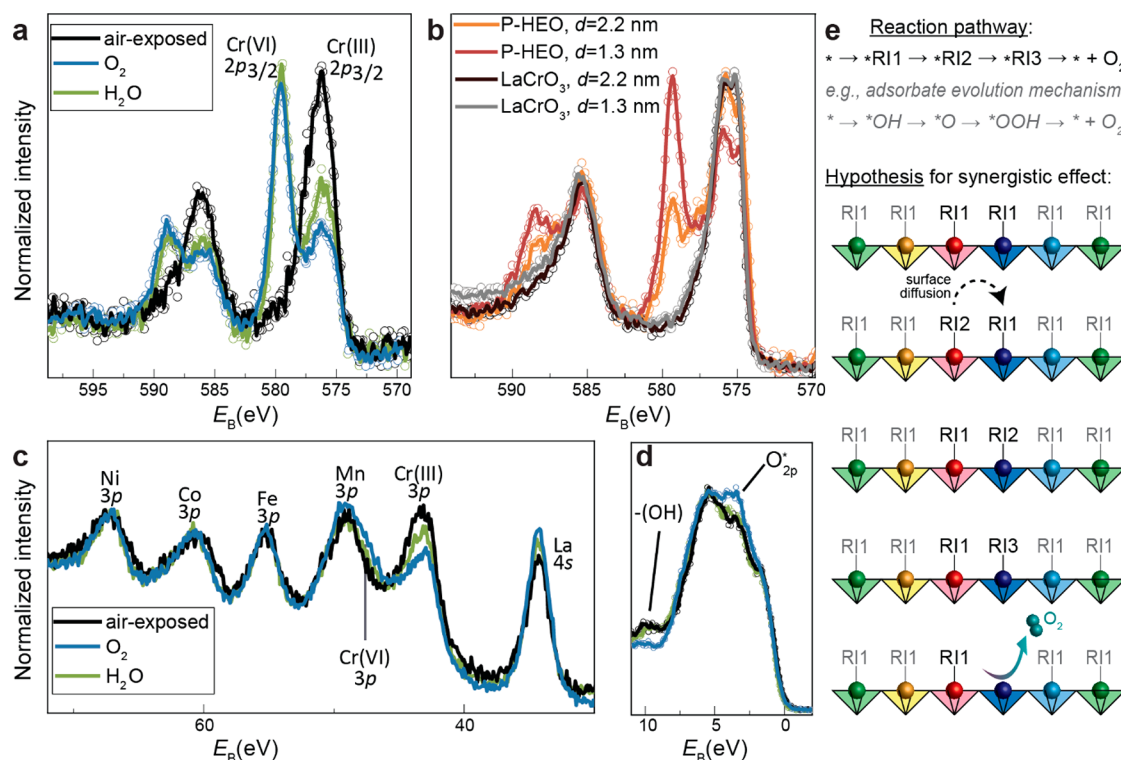 a
air-exposed
O₂
H₂O
Cr(VI)
2p3/2
Cr(III)
2p3/2
Normalized intensity
595 590 585 580 575 570
E_B(eV)
b
P-HEO, d=2.2 nm
P-HEO, d=1.3 nm
LaCrO₃, d=2.2 nm
LaCrO₃, d=1.3 nm
590 585 580 575 570
E_B(eV)
c
Ni
3p
Co
3p
Fe
3p
Mn
3p
Cr(III)
3p
La
4s
Cr(VI)
3p
air-exposed
O₂
H₂O
Normalized intensity
60 40
E_B(eV)
d
O*2p
-(OH)
10 5 0
E_B(eV)
e
Reaction pathway:
* → *RI1 → *RI2 → *RI3 → * + O₂
e.g., adsorbate evolution mechanism
* → *OH → *O → *OOH → * + O₂
Hypothesis for synergistic effect:
RI1 RI1 RI1 RI1 RI1 RI1
surface
diffusion
RI1 RI1 RI2 RI1 RI1 RI1
RI1 RI1 RI1 RI2 RI1 RI1
RI1 RI1 RI1 RI3 RI1 RI1
O₂
RI1 RI1 RI1 RI1 RI1